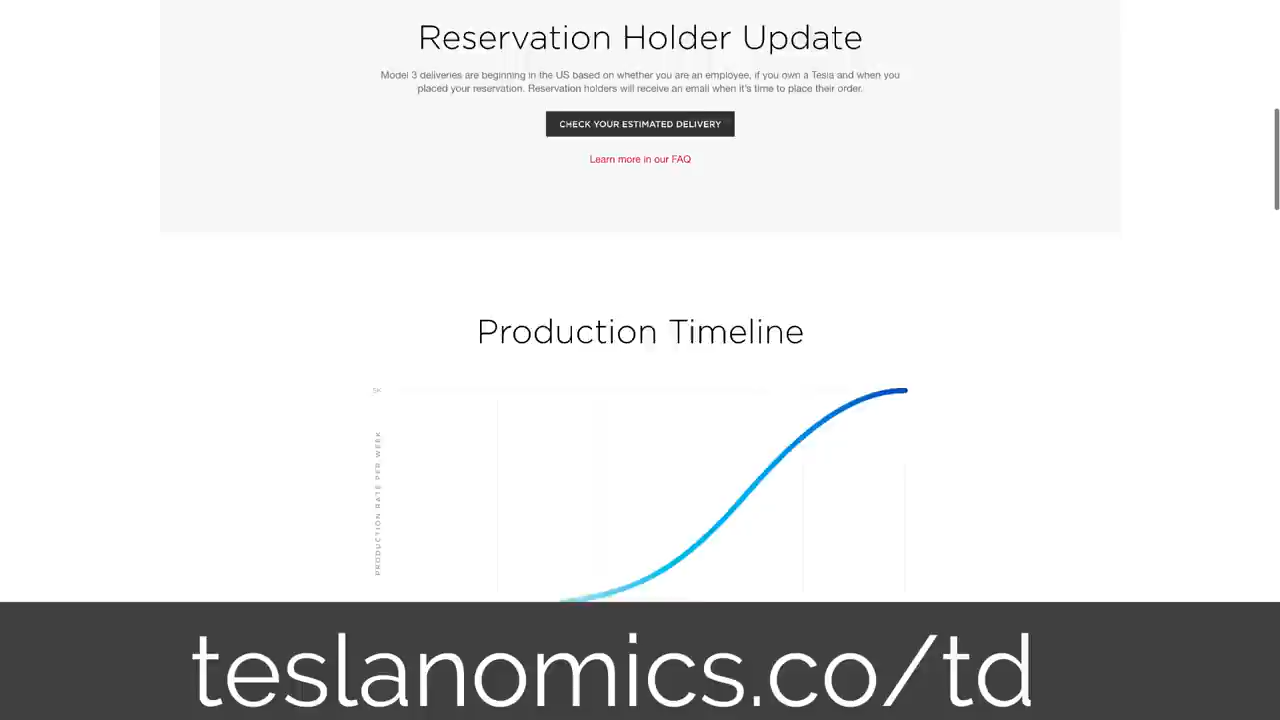 Reservation Holder Update
Model 3 deliveries are beginning in the US based on whether you are an employee, if you own a Tesla and when you
placed your reservation. Reservation holders will receive an email when it's time to place their order.
CHECK YOUR ESTIMATED DELIVERY
Learn more in our FAQ
Production Timeline
5K
PRODUCTION RATE PER WEEK
teslanomics.co/td